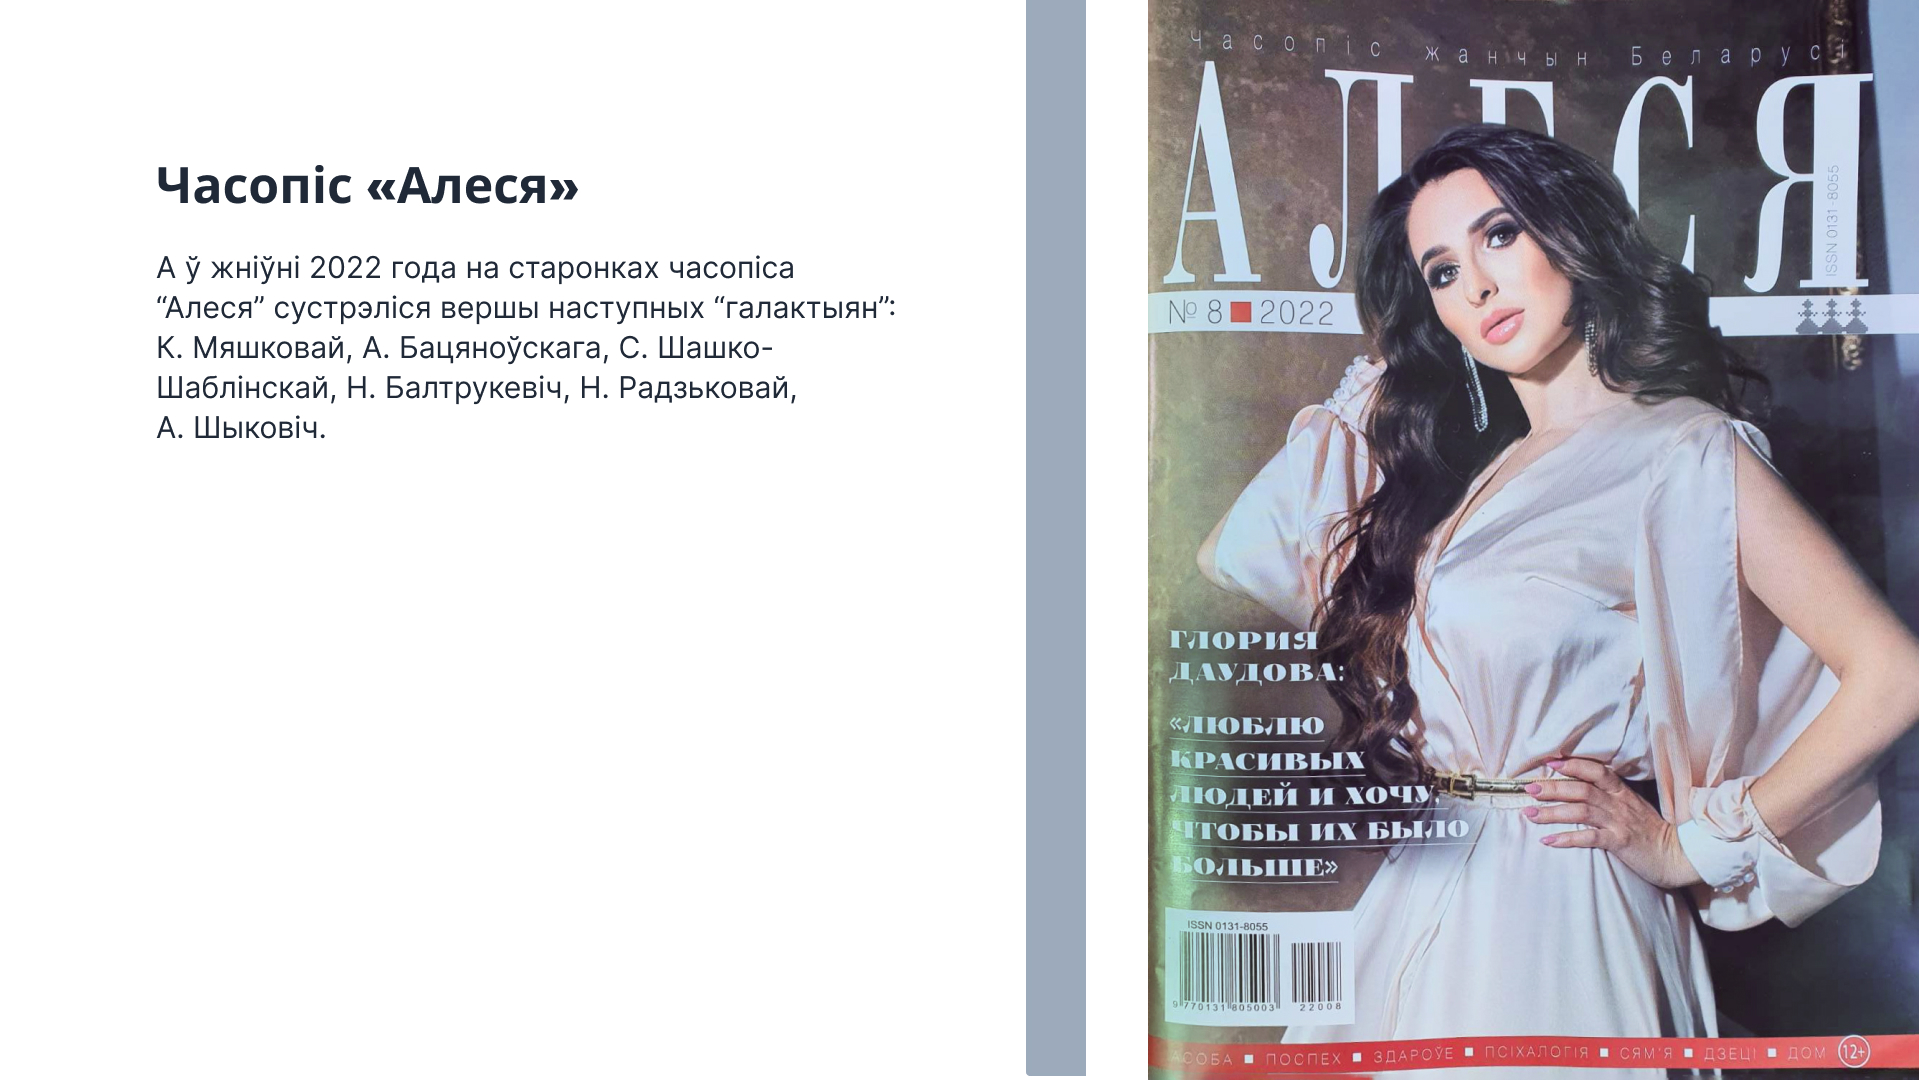 Часопіс «Алеся»
А ў жніўні 2022 года на старонках часопіса
“Алеся” сустрэліся вершы наступных “галактыян”:
К. Мяшковай, А. Бацяноўскага, С. Шашко-
Шаблінскай, Н. Балтрукевіч, Н. Радзьковай,
А. Шыковіч.
Часопіс жанчын Беларусі
АЛЕСЯ
ISSN 0131-8055
№ 8 2022
ГЛОРИЯ
ДАУДОВА:
«ЛЮБЛЮ
КРАСИВЫХ
ЛЮДЕЙ И ХОЧУ,
ЧТОБЫ ИХ БЫЛО
БОЛЬШЕ»
ISSN 0131-8055
9 770131 805003 22008
АСОБА ПОСПЕХ ЗДАРОЎЕ ПСІХАЛОГІЯ СЯМ'Я ДЗЕЦІ ДОМ 12+